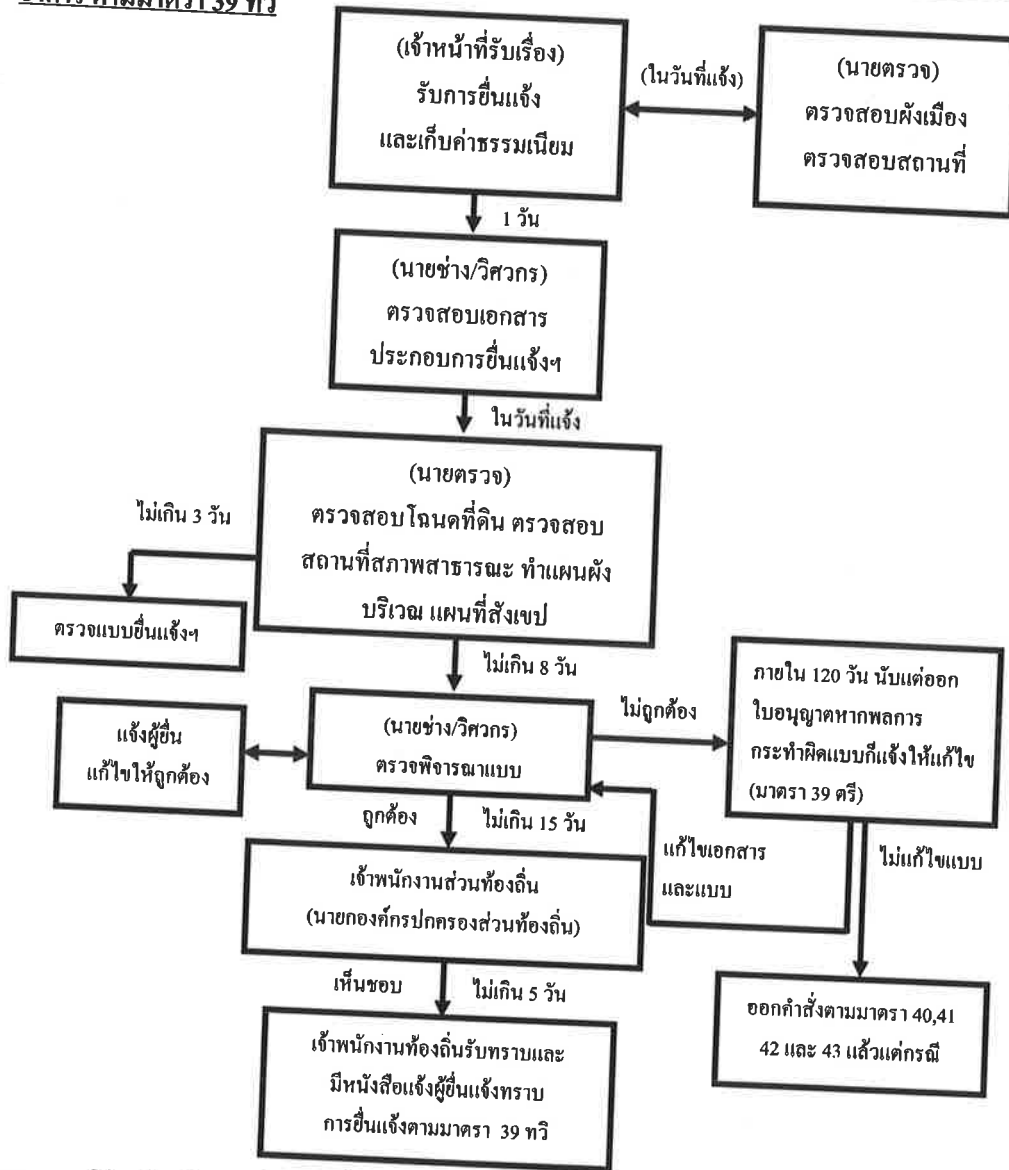 ตามมาตรา 39 ทวิ
(เจ้าหน้าที่รับเรื่อง)
รับการยื่นแจ้ง
และเก็บค่าธรรมเนียม
(ในวันที่แจ้ง)
(นายตรวจ)
ตรวจสอบผังเมือง
ตรวจสอบสถานที่
1 วัน
(นายช่าง/วิศวกร)
ตรวจสอบเอกสาร
ประกอบการยื่นแจ้งฯ
ในวันที่แจ้ง
(นายตรวจ)
ตรวจสอบโฉนดที่ดิน ตรวจสอบ
สถานที่สภาพสาธารณะ ทำแผนผัง
บริเวณ แผนที่สังเขป
ไม่เกิน 3 วัน
ตรวจแบบยื่นแจ้งฯ
ไม่เกิน 8 วัน
(นายช่าง/วิศวกร)
ตรวจพิจารณาแบบ
แจ้งผู้ยื่น
แก้ไขให้ถูกต้อง
ไม่ถูกต้อง
ภายใน 120 วัน นับแต่ออก
ใบอนุญาตหากพลการ
กระทำผิดแบบก็แจ้งให้แก้ไข
(มาตรา 39 ตรี)
ถูกต้อง
ไม่เกิน 15 วัน
แก้ไขเอกสาร
และแบบ
ไม่แก้ไขแบบ
เจ้าพนักงานส่วนท้องถิ่น
(นายกองค์กรปกครองส่วนท้องถิ่น)
เห็นชอบ
ไม่เกิน 5 วัน
ออกคำสั่งตามมาตรา 40,41
42 และ 43 แล้วแต่กรณี
เจ้าพนักงานท้องถิ่นรับทราบและ
มีหนังสือแจ้งผู้ยื่นแจ้งทราบ
การยื่นแจ้งตามมาตรา 39 ทวิ